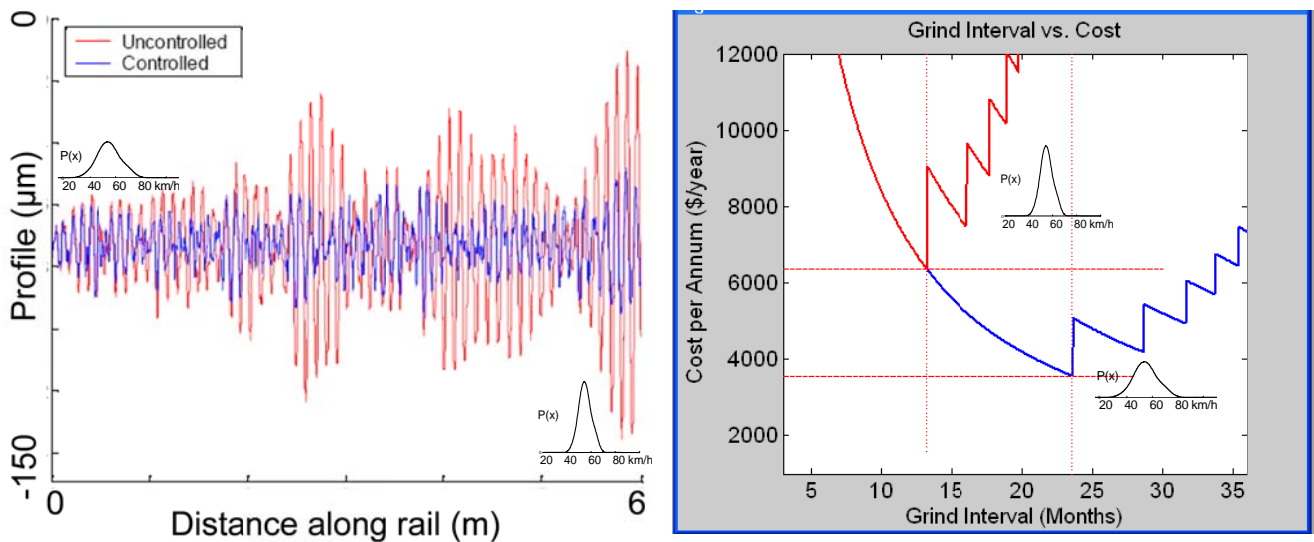 Uncontrolled
Controlled
0
Profile (µm)
-150
P(x)
20 40 60 80 km/h
P(x)
20 40 60 80 km/h
0
6
Distance along rail (m)
Grind Interval vs. Cost
Cost per Annum ($/year)
12000
10000
8000
6000
4000
2000
P(x)
20 40 60 80 km/h
P(x)
20 40 60 80 km/h
5 10 15 20 25 30 35
Grind Interval (Months)